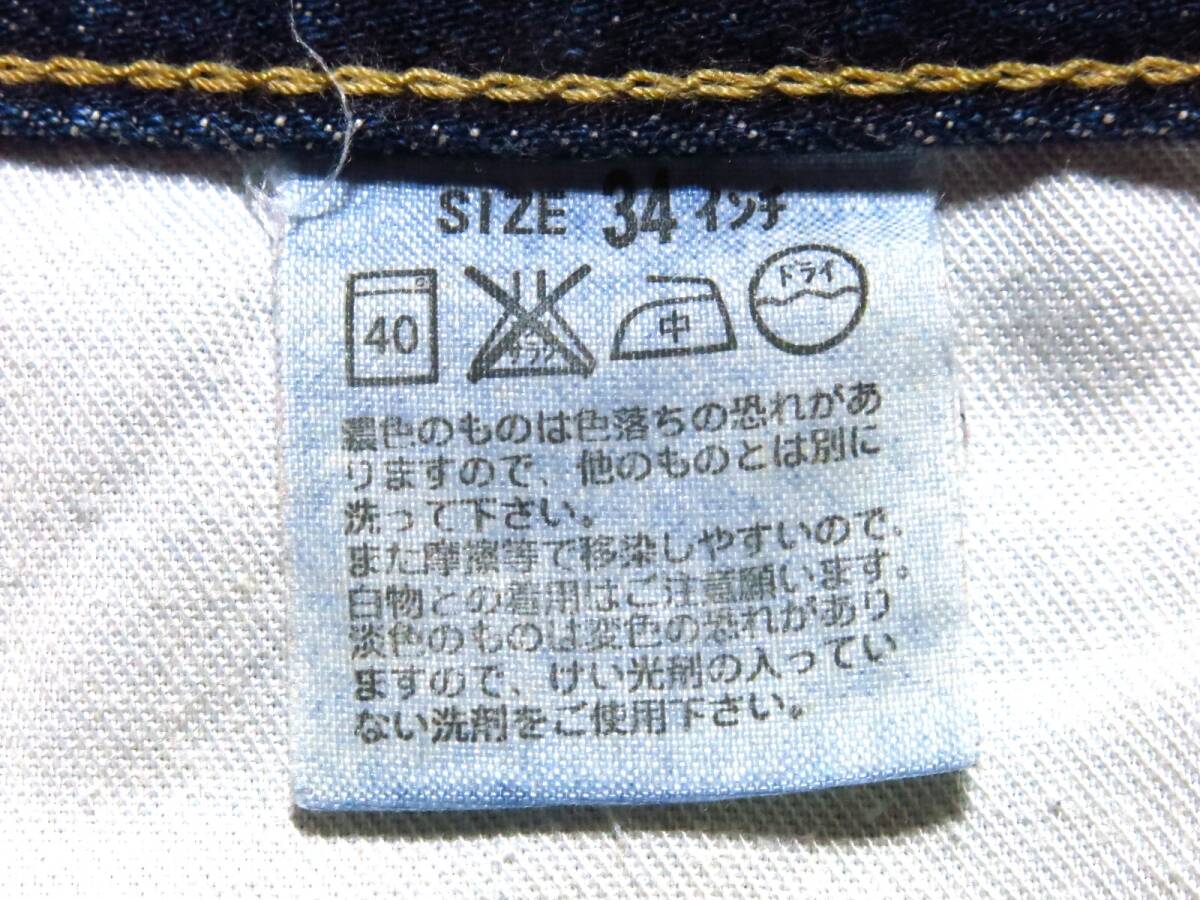 SIZE 34 インチ
40 中 ドライ
濃色のものは色落ちの恐れがあ
りますので、他のものとは別に
洗って下さい。
また摩擦等で移染しやすいので、
白物との着用はご注意願います。
淡色のものは変色の恐れがあり
ますので、けい光剤の入ってい
ない洗剤をご使用下さい。